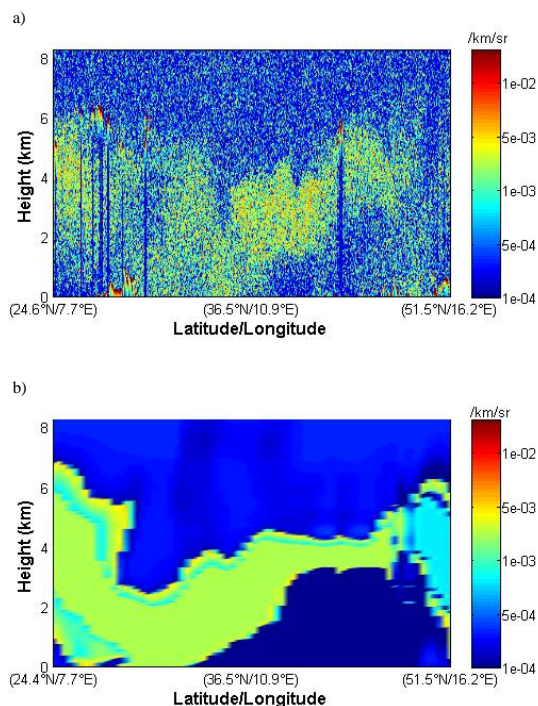 a)
/km/sr
8
6
4
2
0
Height (km)
1e-02
5e-03
1e-03
5e-04
1e-04
(24.6°N/7.7°E) (36.5°N/10.9°E) (51.5°N/16.2°E)
Latitude/Longitude
b)
/km/sr
8
6
4
2
0
Height (km)
1e-02
5e-03
1e-03
5e-04
1e-04
(24.4°N/7.7°E) (36.5°N/10.9°E) (51.5°N/16.2°E)
Latitude/Longitude